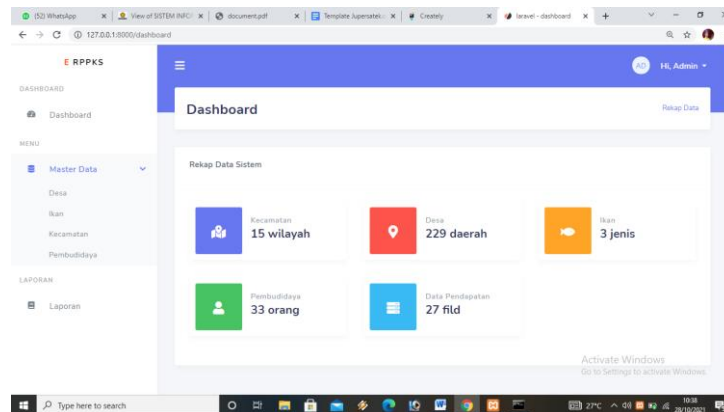 (52) WhatsApp
View of SISTEM INFO
document.pdf
Template Jupersatek
Creately
laravel - dashboard
127.0.0.1:8000/dashboard
E RPPKS
AD Hi, Admin
DASHBOARD
Dashboard
Dashboard
Rekap Data
MENU
Master Data
Desa
Ikan
Kecamatan
Pembudidaya
LAPORAN
Laporan
Rekap Data Sistem
Kecamatan
15 wilayah
Desa
229 daerah
Ikan
3 jenis
Pembudidaya
33 orang
Data Pendapatan
27 fild
Activate Windows
Go to Settings to activate Windows.
Type here to search
27°C
10:38
28/10/2021